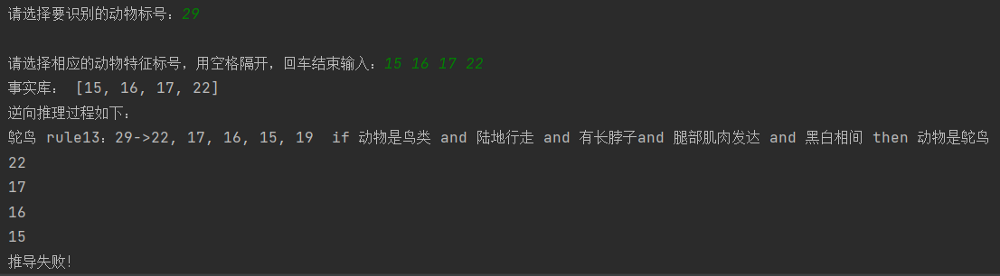 请选择要识别的动物标号：29
请选择相应的动物特征标号，用空格隔开，回车结束输入：15 16 17 22
事实库： [15, 16, 17, 22]
逆向推理过程如下：
鸵鸟 rule13：29->22, 17, 16, 15, 19  if 动物是鸟类 and 陆地行走 and 有长脖子and 腿部肌肉发达 and 黑白相间 then 动物是鸵鸟
22
17
16
15
推导失败!